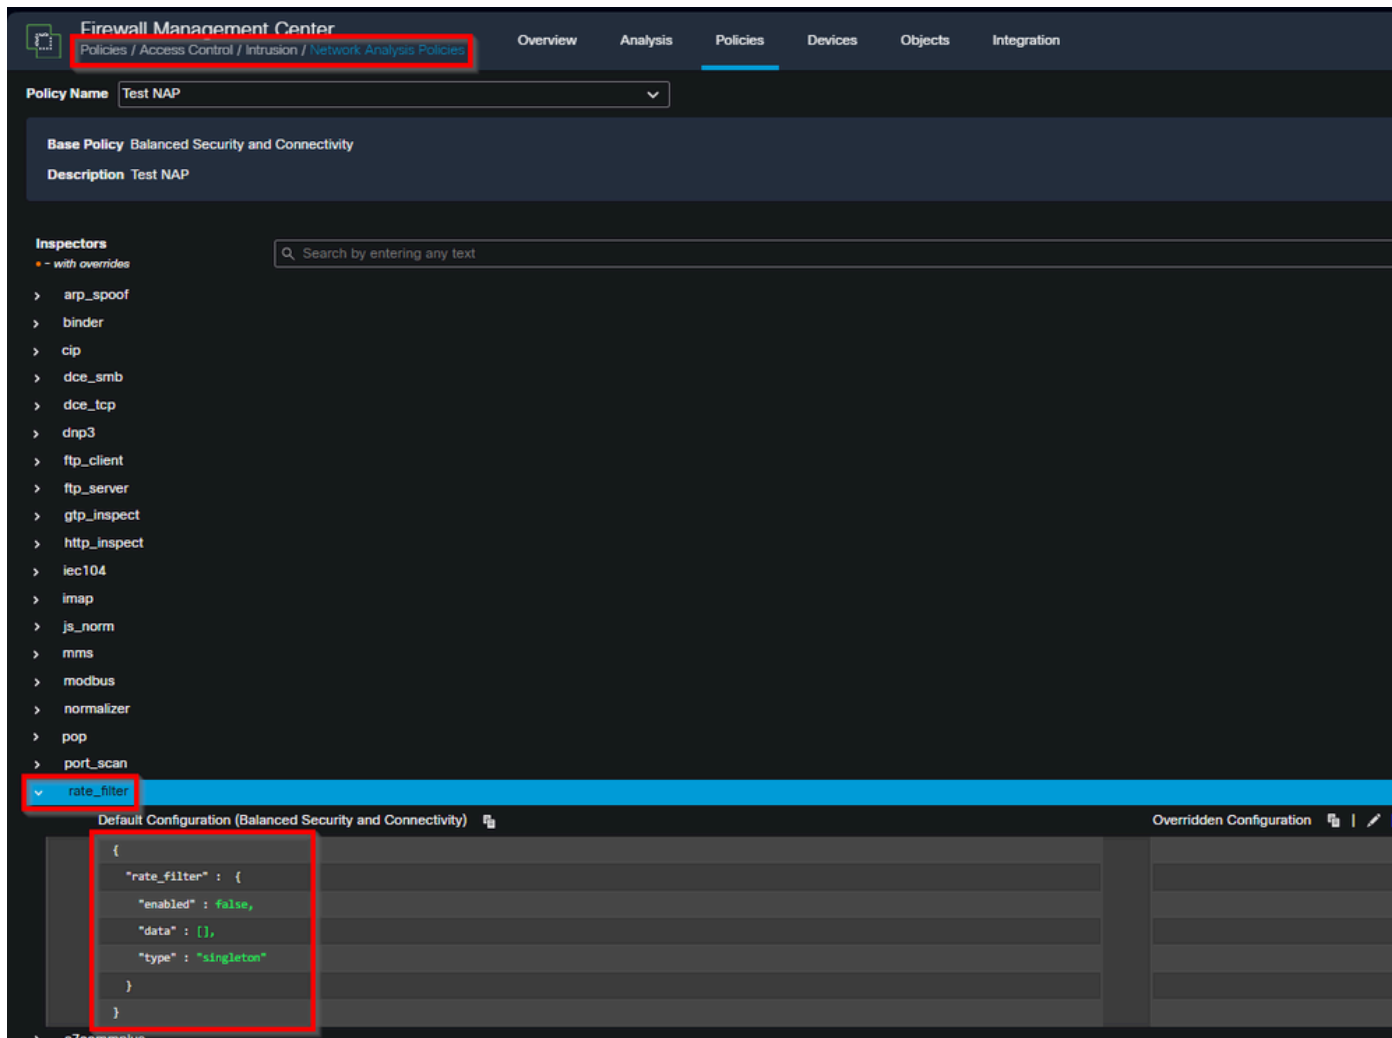 Firewall Management Center
Policies / Access Control / Intrusion / Network Analysis Policies
Overview
Analysis
Policies
Devices
Objects
Integration
Policy Name Test NAP
Base Policy Balanced Security and Connectivity
Description Test NAP
Inspectors
- with overrides
Search by entering any text
arp_spoof
binder
cip
dce_smb
dce_tcp
dnp3
ftp_client
ftp_server
gtp_inspect
http_inspect
iec104
imap
js_norm
mms
modbus
normalizer
pop
port_scan
rate_filter
Default Configuration (Balanced Security and Connectivity)
Overridden Configuration
{
"rate_filter" : {
"enabled" : false,
"data" : [],
"type" : "singleton"
}
}